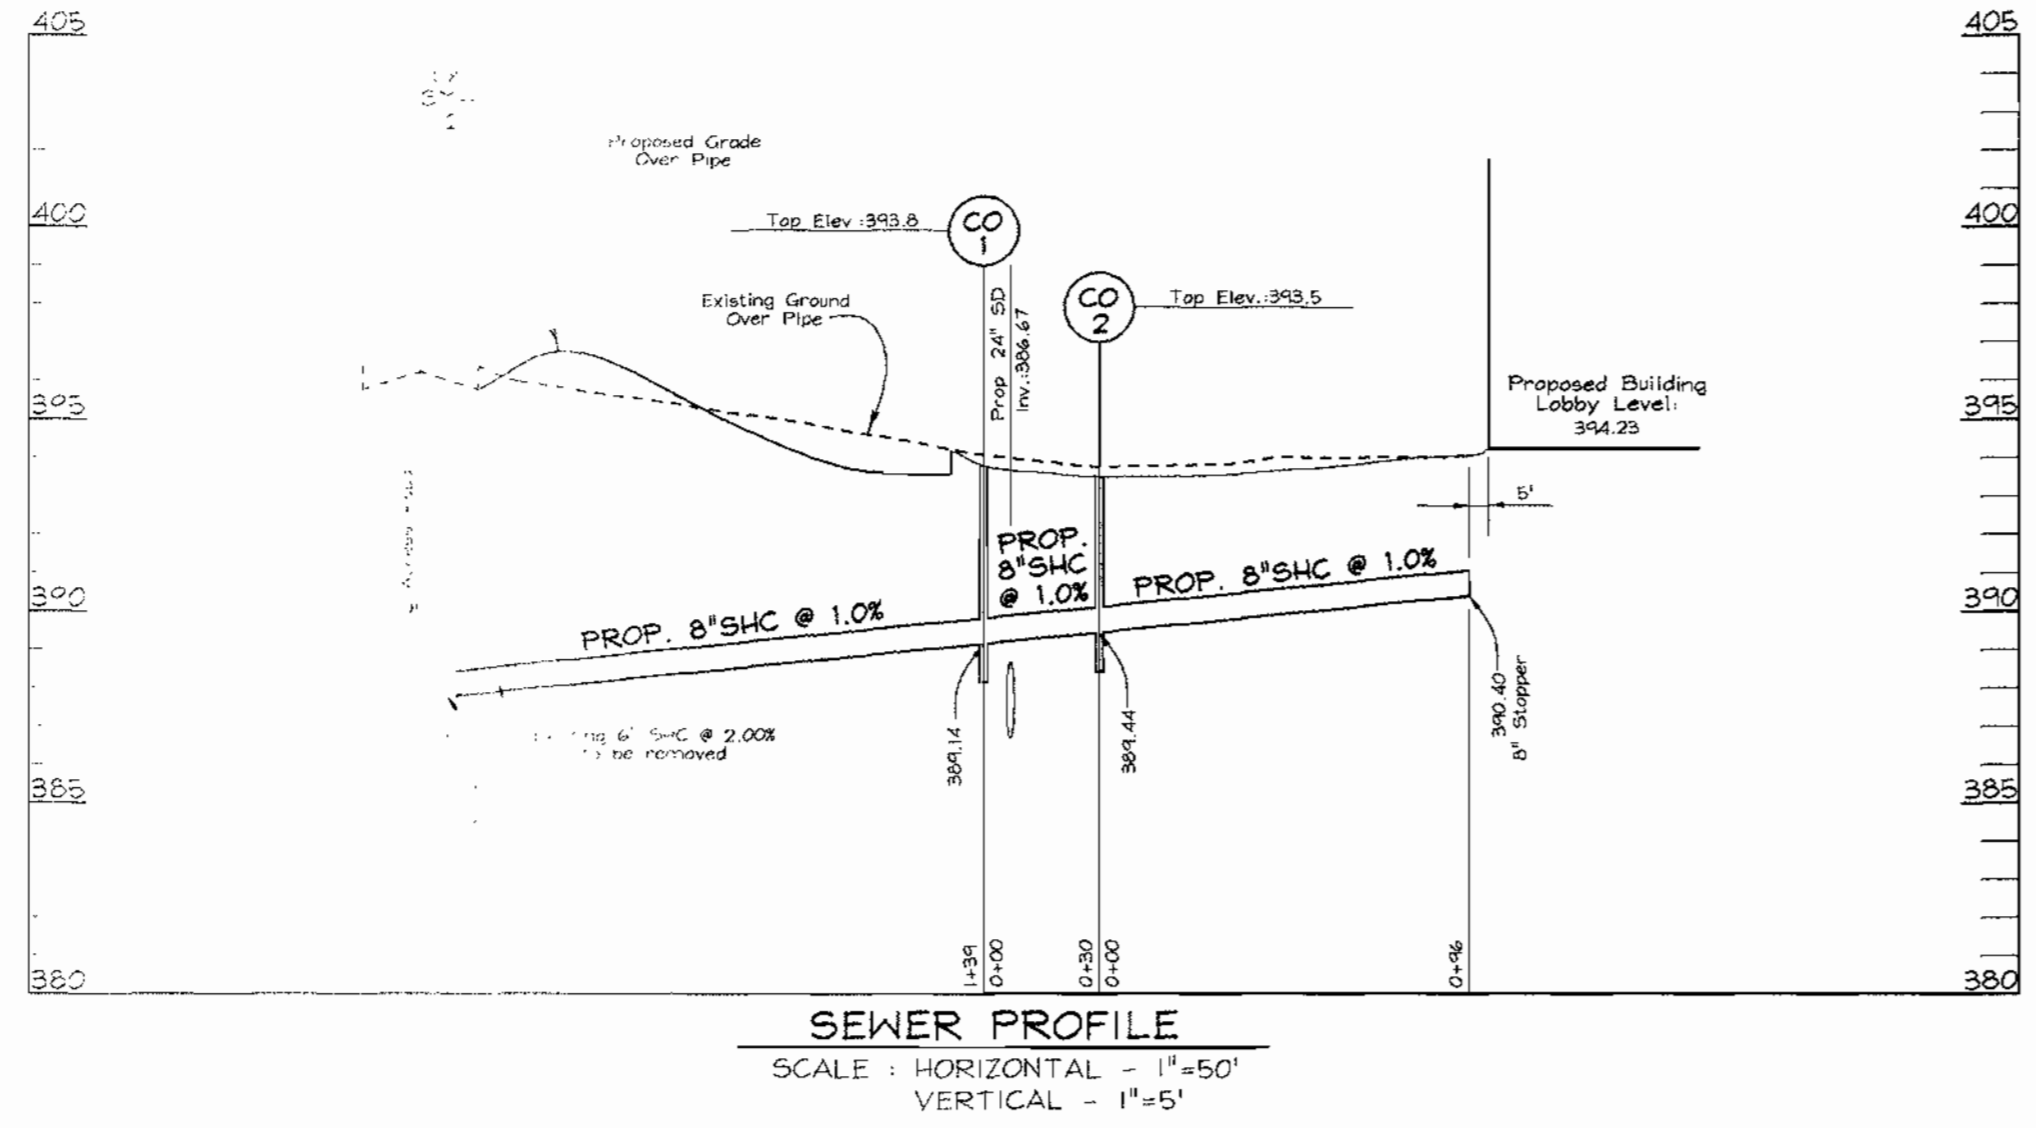 405
405
Proposed Grade
Over Pipe
400
400
Top Elev.:393.8
CO
1
CO
2
Top Elev.:393.5
Existing Ground
Over Pipe
Prop 24" SD
Inv.:386.67
395
395
Proposed Building
Lobby Level:
394.23
5'
PROP. 8"SHC @ 1.0%
PROP.
8"SHC
@ 1.0%
PROP. 8"SHC @ 1.0%
390
390
6" SHC @ 2.00%
be removed
389.14
389.44
390.40
8" Stopper
385
385
1+39
0+00
0+30
0+00
0+96
380
380
SEWER PROFILE
SCALE : HORIZONTAL - 1"=50'
VERTICAL - 1"=5'